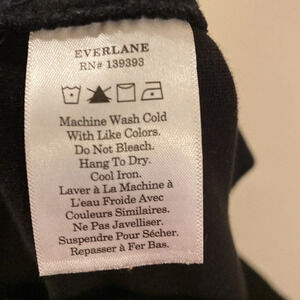 EVERLANE
RN# 139393
Machine Wash Cold
With Like Colors.
Do Not Bleach.
Hang To Dry.
Cool Iron.
Laver À La Machine à
L'eau Froide Avec
Couleurs Similaires.
Ne Pas Javelliser.
Suspendre Pour Sécher.
Repasser à Fer Bas.